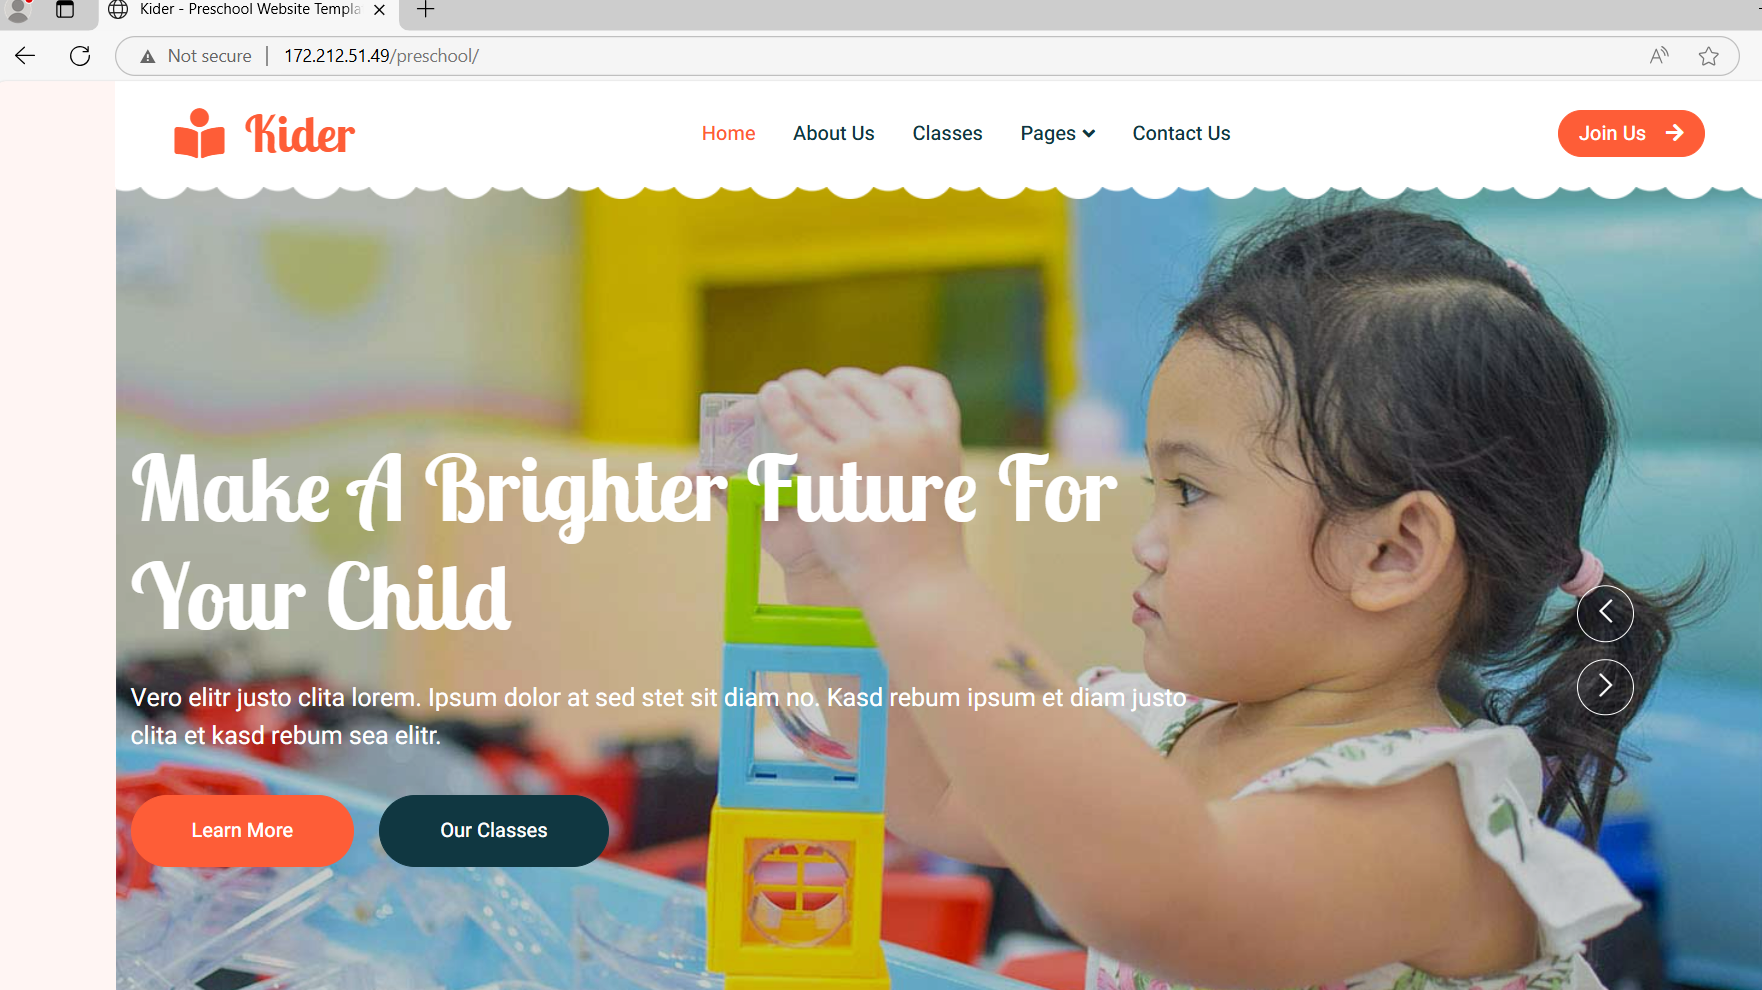 Kider - Preschool Website Templa
Not secure
172.212.51.49/preschool/
Kider
Home
About Us
Classes
Pages
Contact Us
Join Us
Make A Brighter Future For
Your Child
Vero elitr justo clita lorem. Ipsum dolor at sed stet sit diam no. Kasd rebum ipsum et diam justo
clita et kasd rebum sea elitr.
Learn More
Our Classes